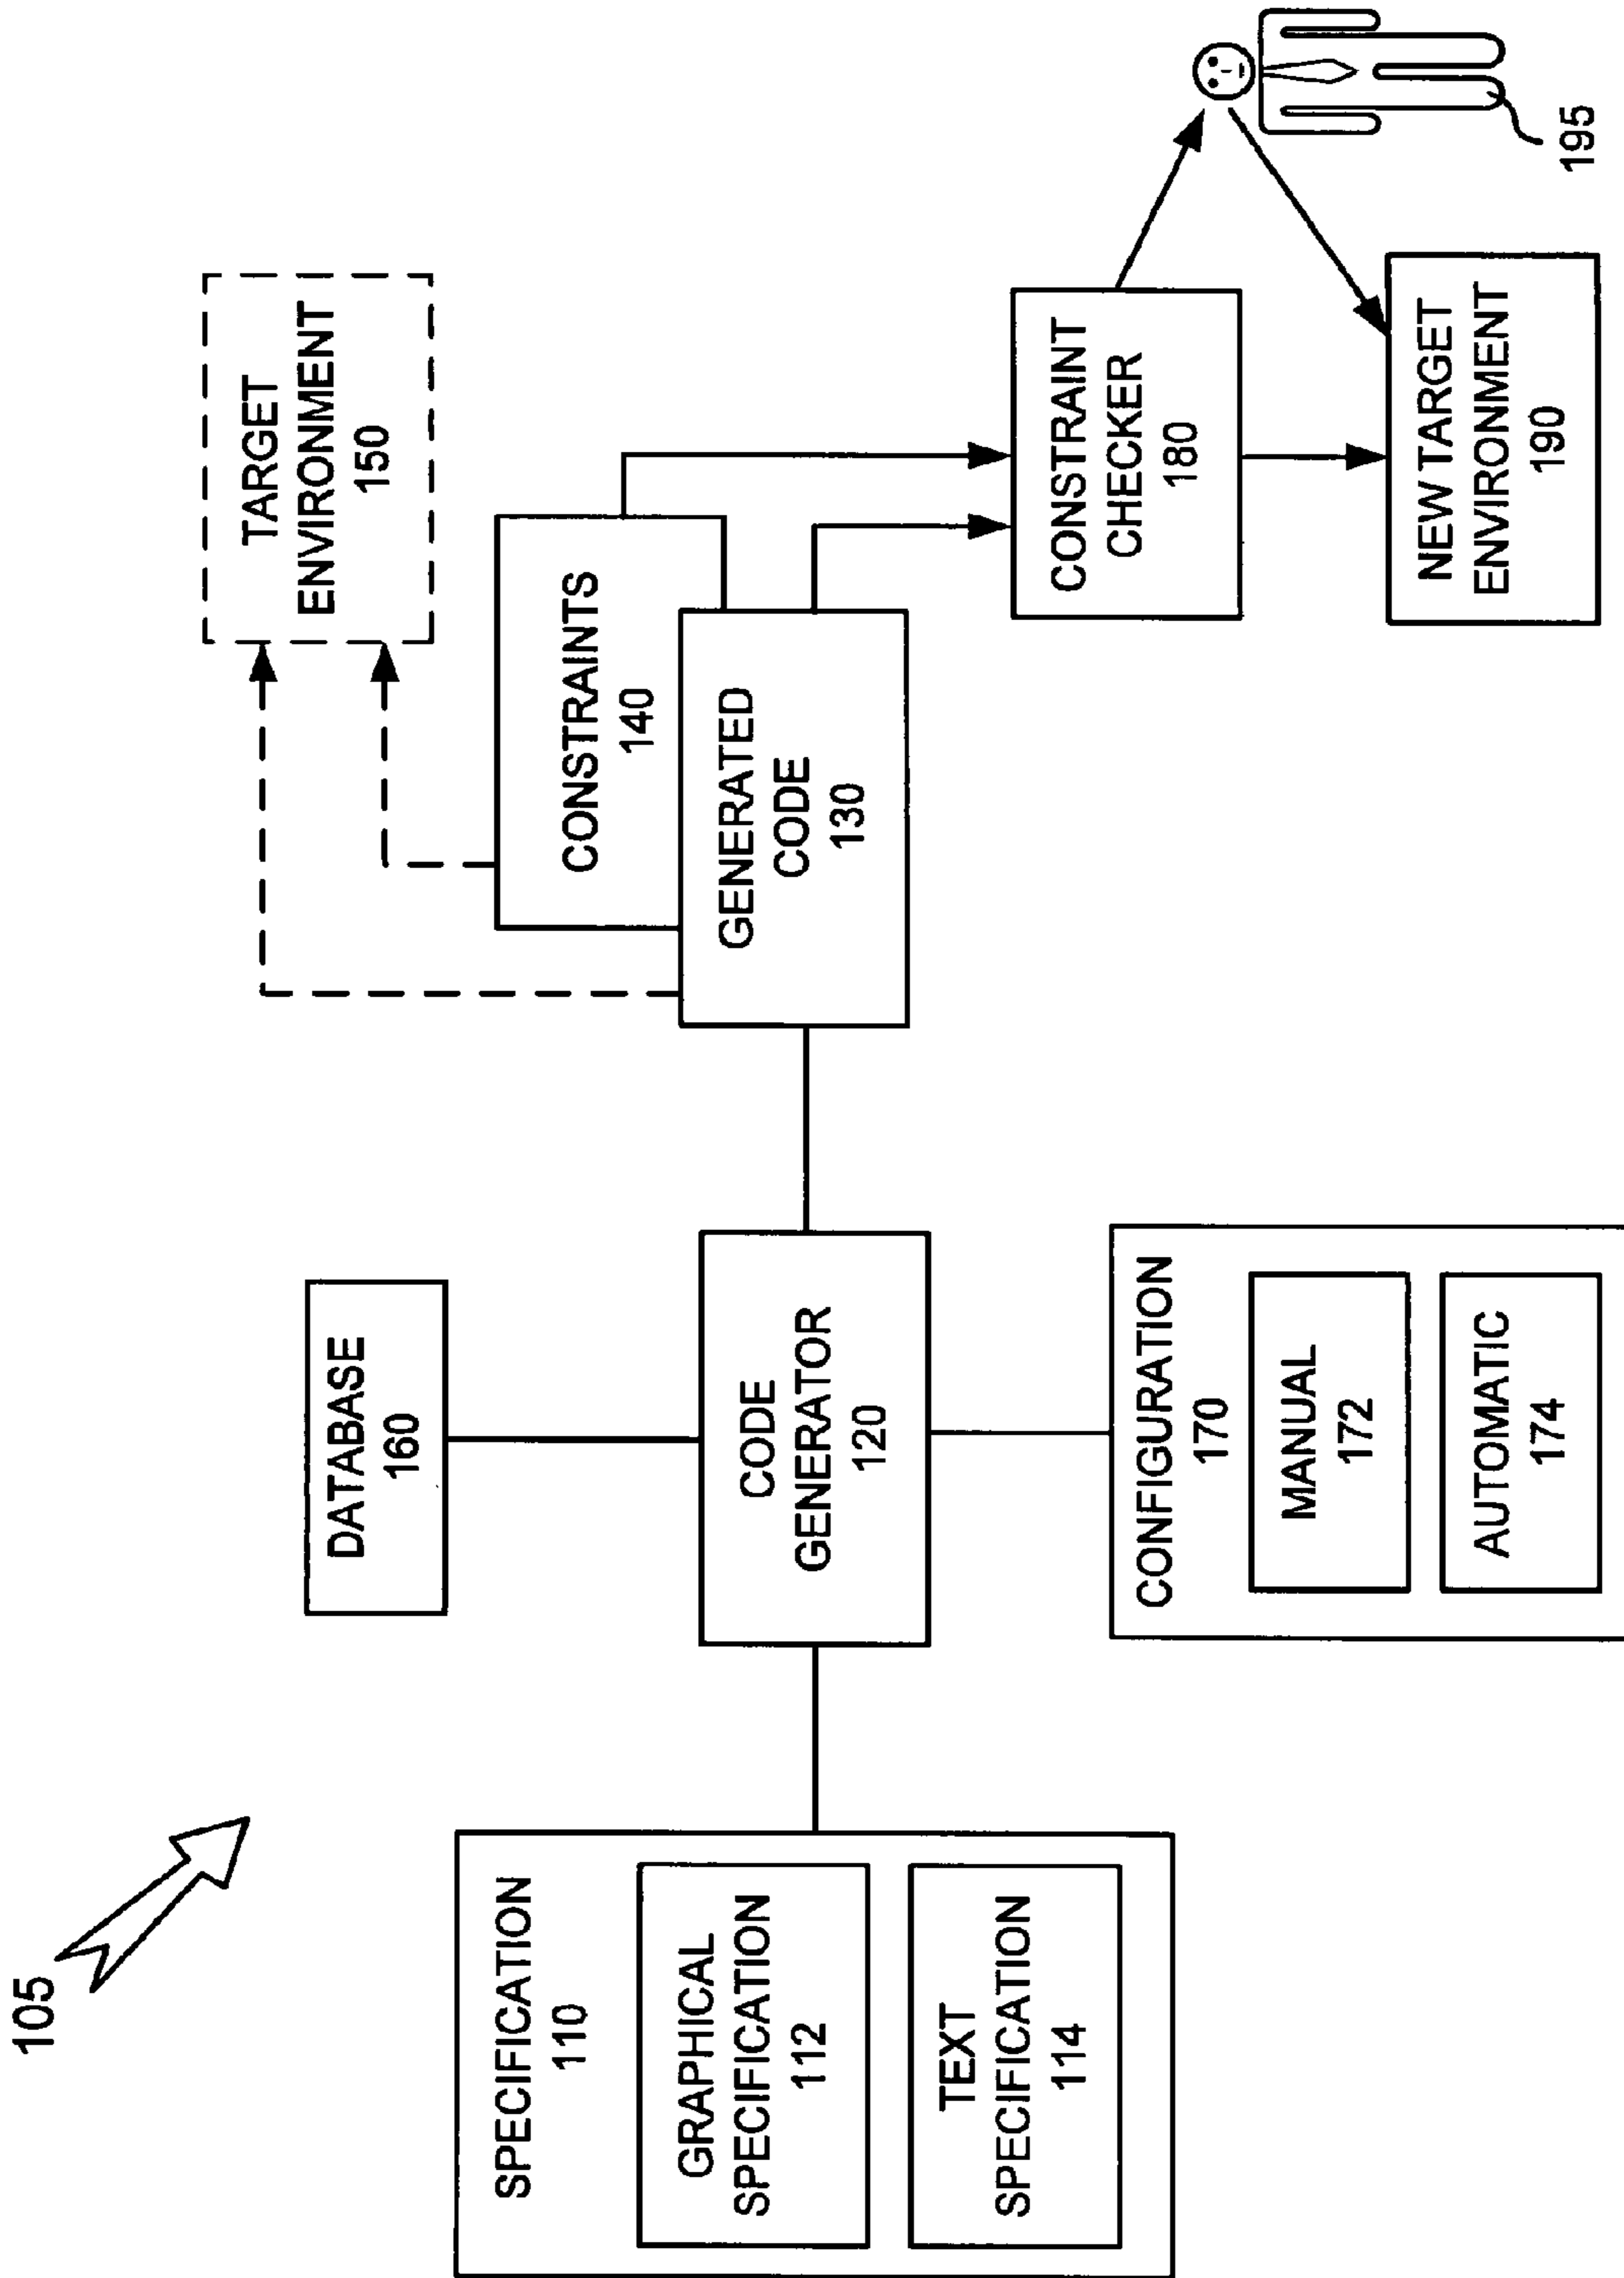 105
SPECIFICATION
110
GRAPHICAL
SPECIFICATION
112
TEXT
SPECIFICATION
114
DATABASE
160
CODE
GENERATOR
120
CONFIGURATION
170
MANUAL
172
AUTOMATIC
174
TARGET
ENVIRONMENT
150
CONSTRAINTS
140
GENERATED
CODE
130
CONSTRAINT
CHECKER
180
NEW TARGET
ENVIRONMENT
190
195